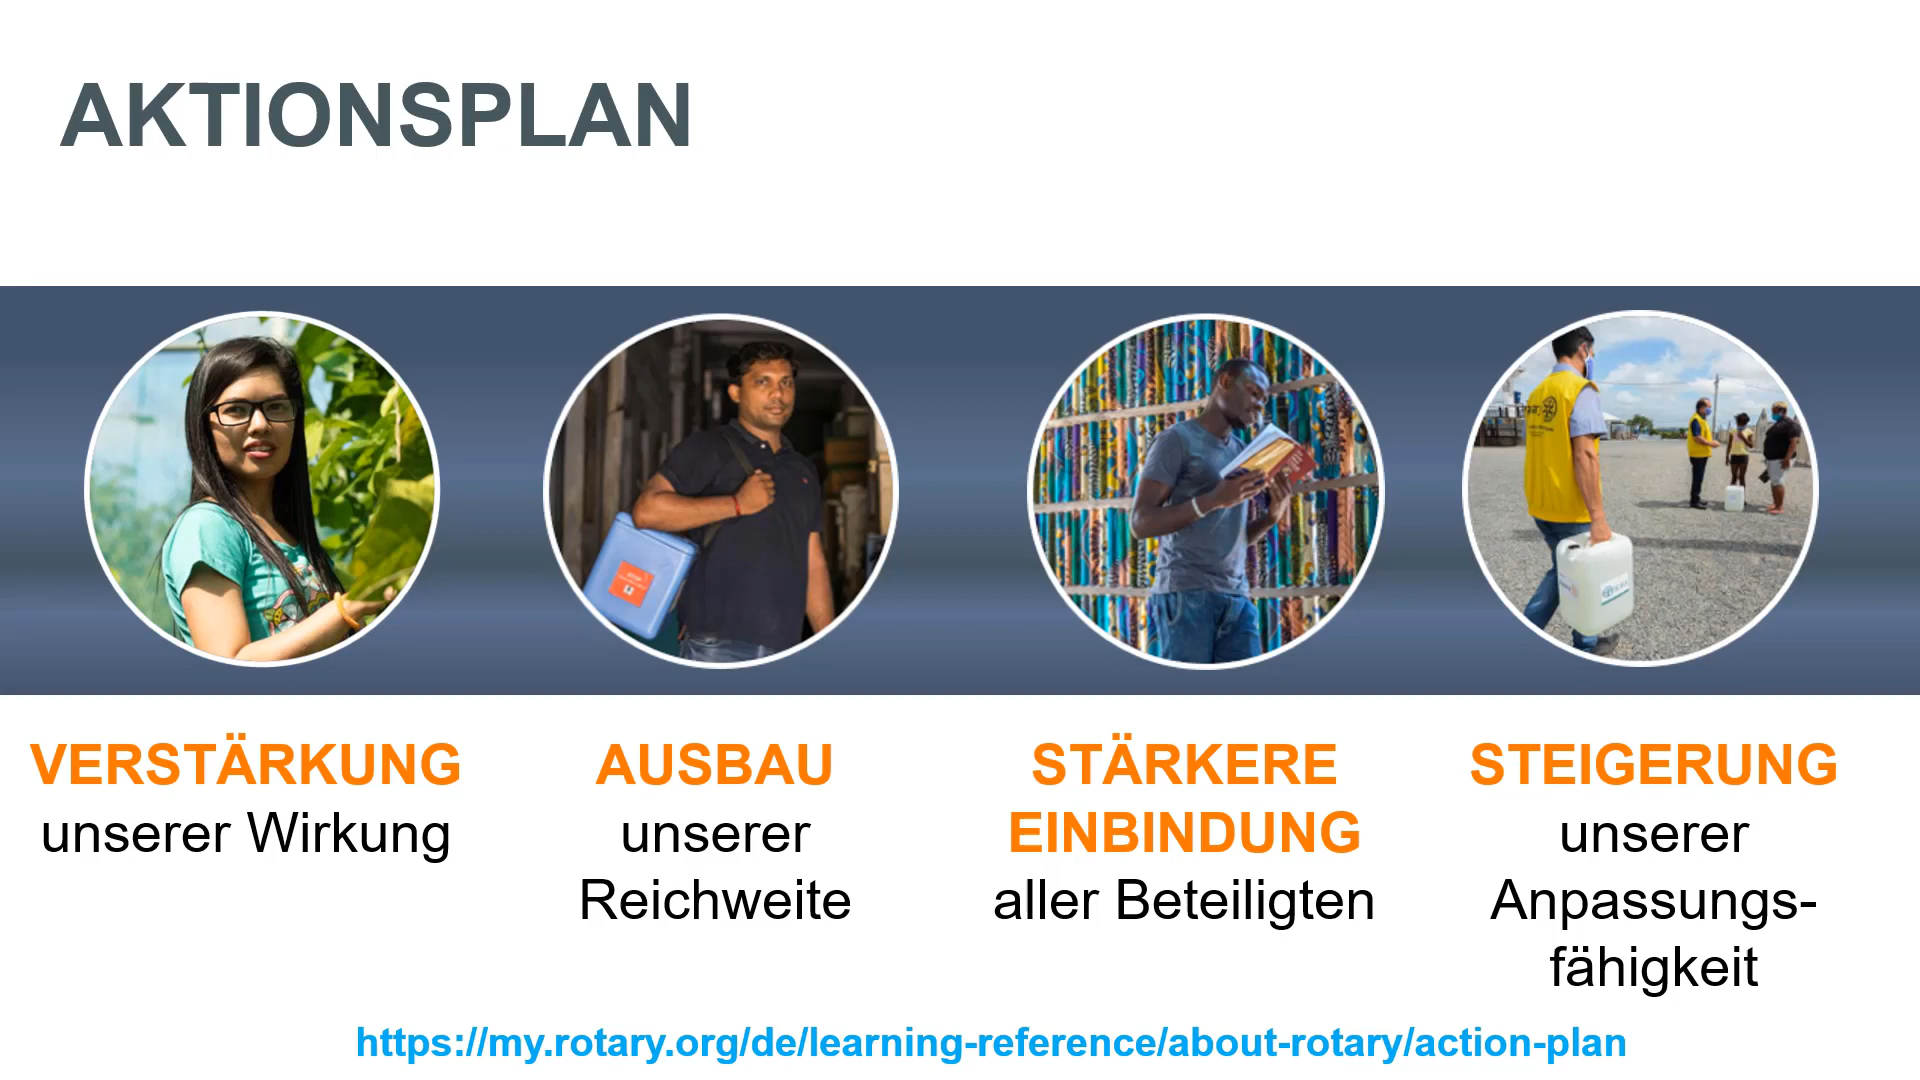 AKTIONSPLAN
VERSTÄRKUNG
unserer Wirkung
AUSBAU
unserer
Reichweite
STÄRKERE
EINBINDUNG
aller Beteiligten
STEIGERUNG
unserer
Anpassungs-
fähigkeit
https://my.rotary.org/de/learning-reference/about-rotary/action-plan